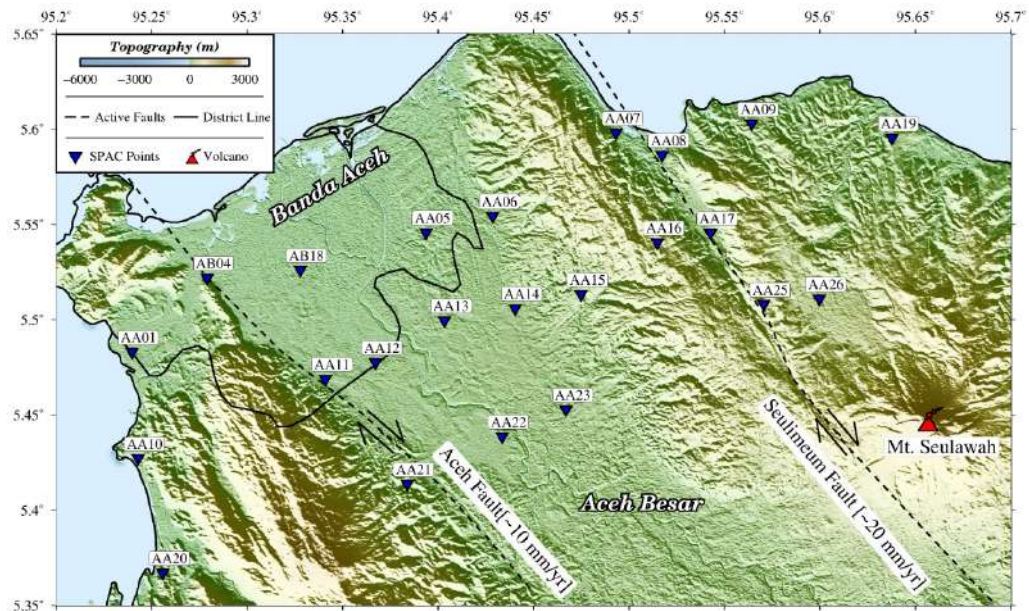 95.2° 95.25° 95.3° 95.35° 95.4° 95.45° 95.5° 95.55° 95.6° 95.65° 95.7°
5.65°
Topography (m)
−6000 −3000 0 3000
Active Faults District Line
SPAC Points Volcano
5.6°
AA07
AA09
AA19
AA08
Banda Aceh
AA06
5.55°
AA05
AA16
AA17
AB04
AB18
AA15
AA14
AA25
AA26
5.5°
AA13
AA01
AA12
AA11
AA23
5.45°
AA22
AA10
Mt. Seulawah
AA21
Aceh Fault[~10 mm/yr]
Seulimeum Fault [~20 mm/yr]
Aceh Besar
5.4°
AA20
5.35°